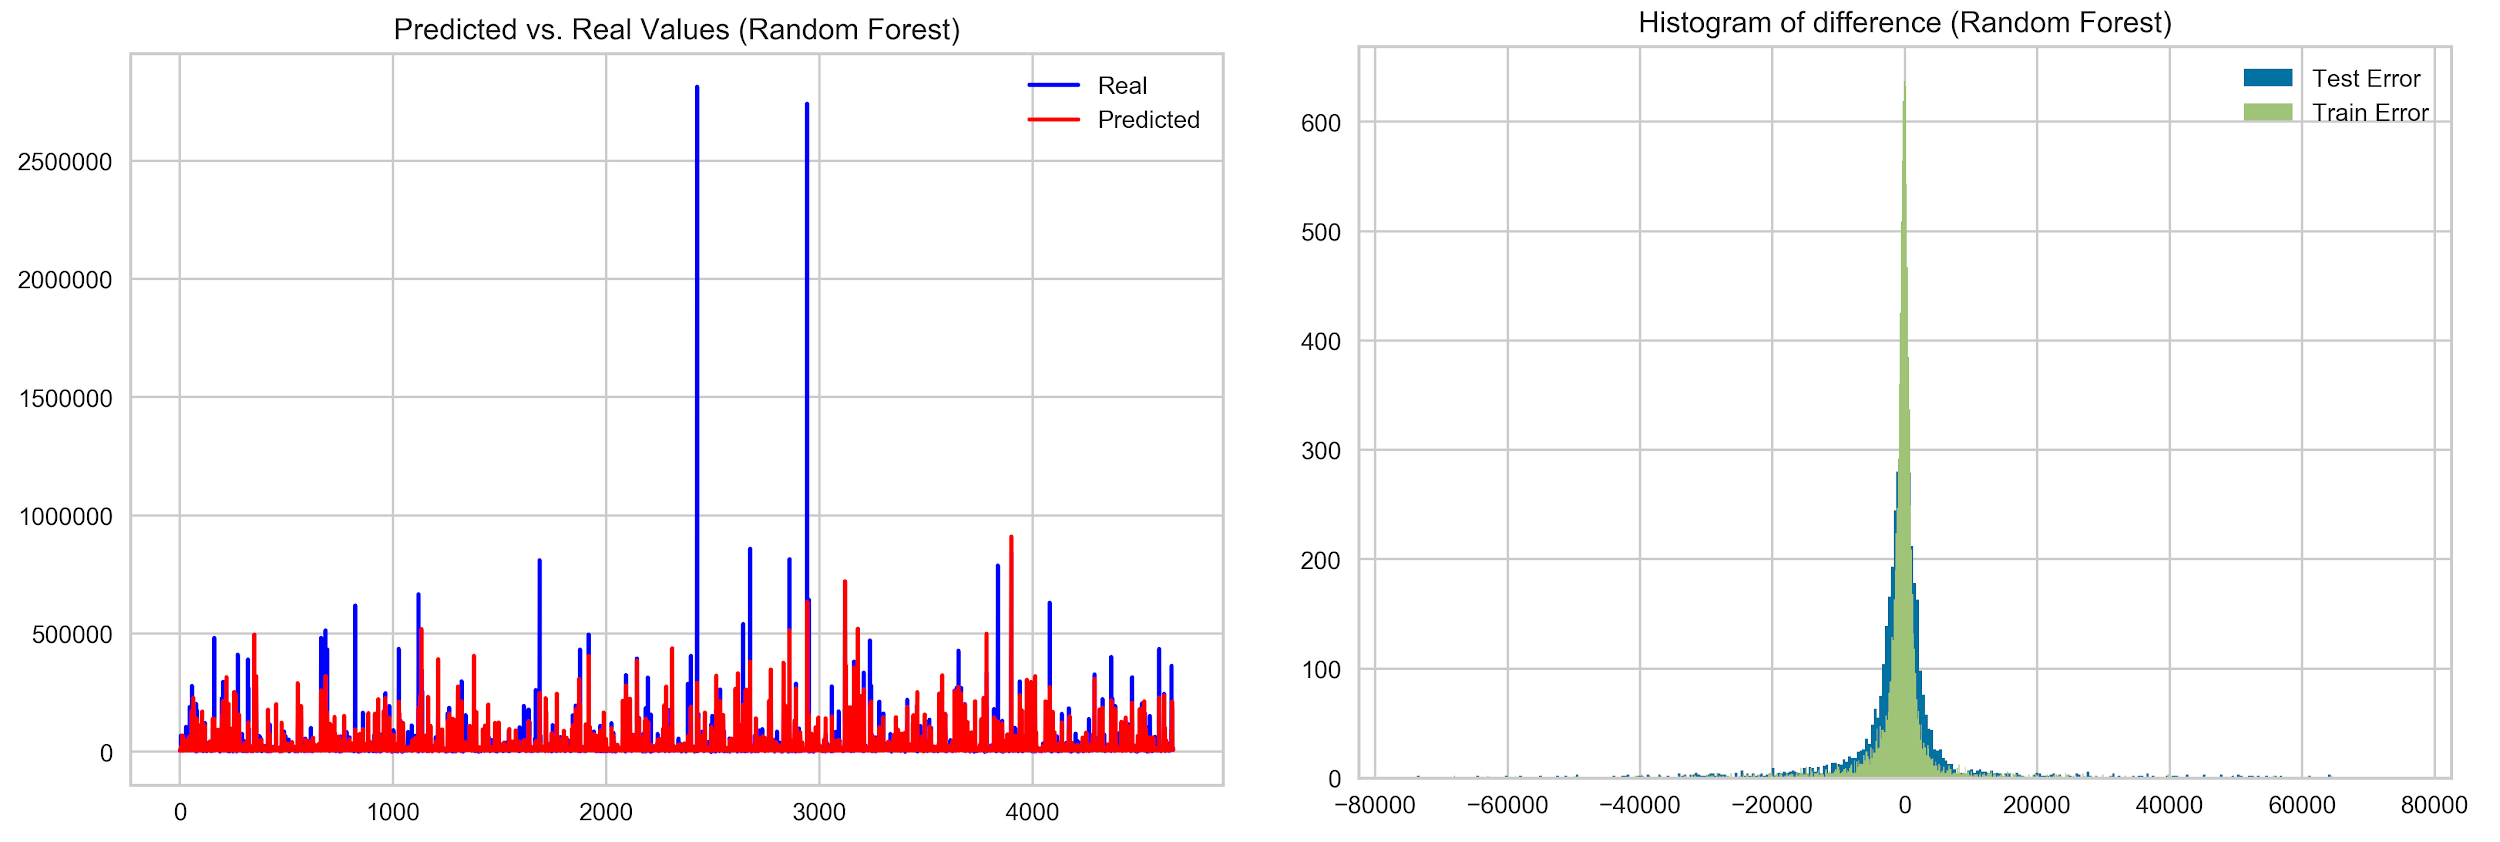 Predicted vs. Real Values (Random Forest)
Real
Predicted
2500000
2000000
1500000
1000000
500000
0
0 1000 2000 3000 4000
Histogram of difference (Random Forest)
Test Error
Train Error
600
500
400
300
200
100
0
−80000 −60000 −40000 −20000 0 20000 40000 60000 80000